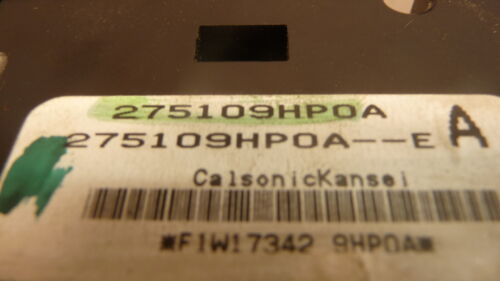 275109HP0A
275109HP0A--E A
CalsonicKansei
*F1W17342 9HP0A*